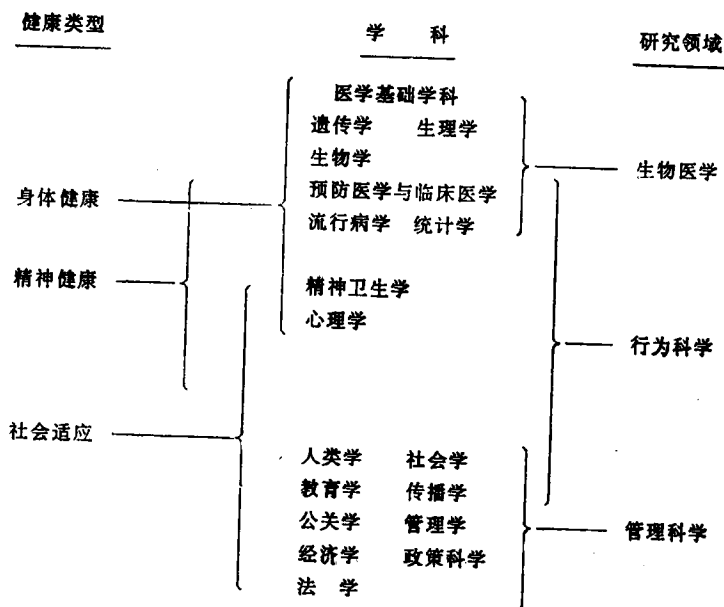 健康类型 学 科 研究领域
医学基础学科
遗传学 生理学
生物学 生物医学
身体健康 预防医学与临床医学
流行病学 统计学
精神健康 精神卫生学
心理学
行为科学
社会适应
人类学 社会学
教育学 传播学
公关学 管理学 管理科学
经济学 政策科学
法 学